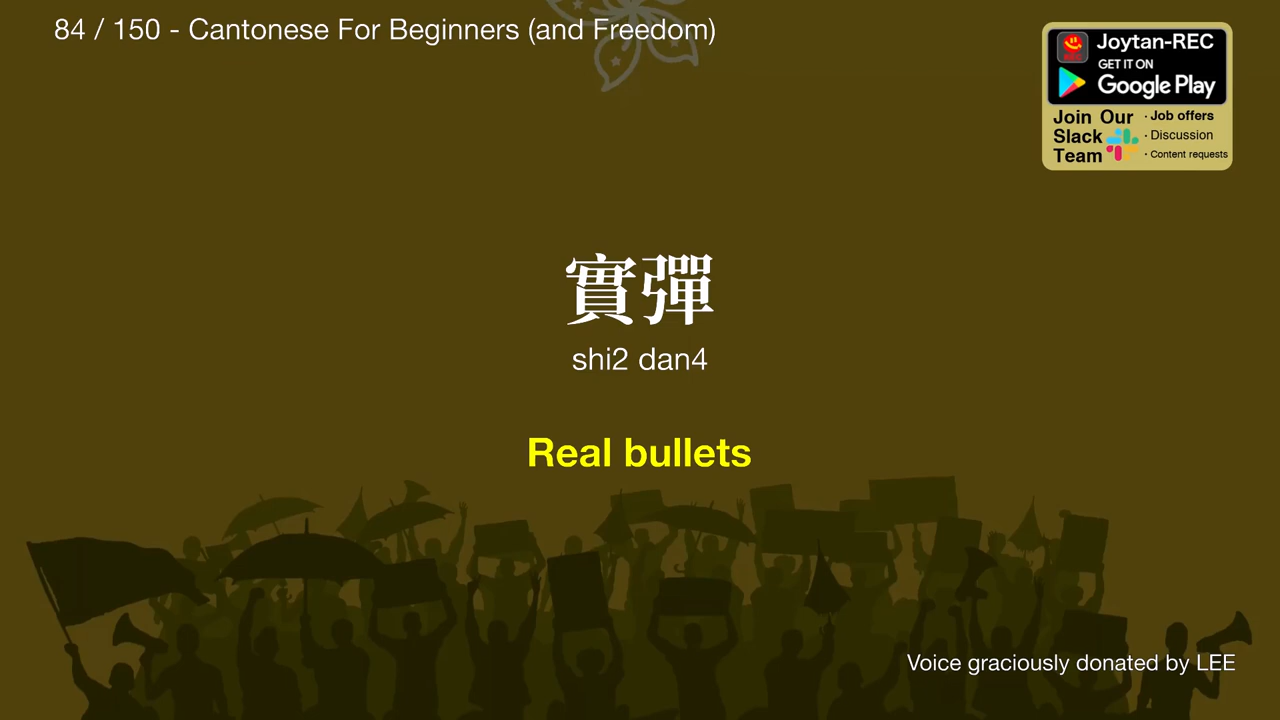 84 / 150 - Cantonese For Beginners (and Freedom)
Joytan-REC
GET IT ON
Google Play
Join Our
Slack
Team
· Job offers
· Discussion
· Content requests
實彈
shi2 dan4
Real bullets
Voice graciously donated by LEE